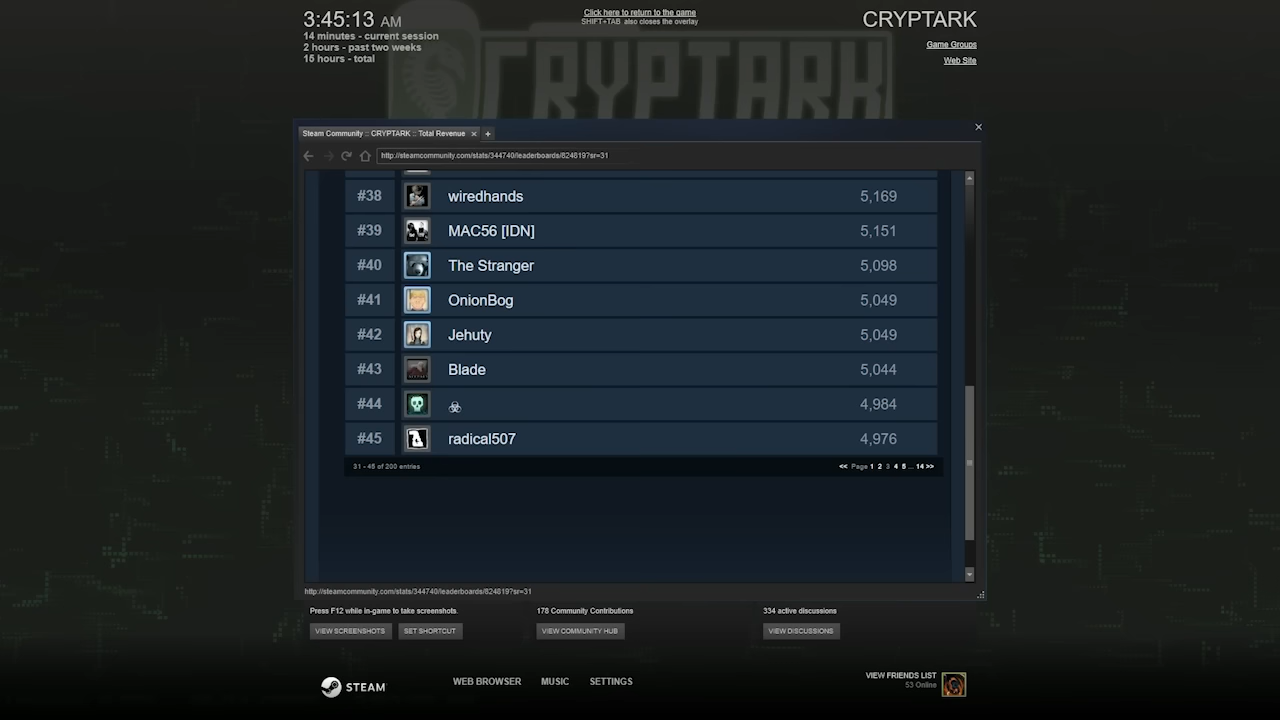 3:45:13 AM
14 minutes - current session
2 hours - past two weeks
15 hours - total
Click here to return to the game
SHIFT+TAB also closes the overlay
CRYPTARK
Game Groups
Web Site
CRYPTARK
Steam Community :: CRYPTARK :: Total Revenue
http://steamcommunity.com/stats/344740/leaderboards/824819?sr=31
#38 wiredhands 5,169
#39 MAC56 [IDN] 5,151
#40 The Stranger 5,098
#41 OnionBog 5,049
#42 Jehuty 5,049
#43 Blade 5,044
#44 ☣ 4,984
#45 radical507 4,976
31 - 45 of 200 entries
<< Page 1 2 3 4 5 ... 14 >>
http://steamcommunity.com/stats/344740/leaderboards/824819?sr=31
Press F12 while in-game to take screenshots.
VIEW SCREENSHOTS SET SHORTCUT
178 Community Contributions
VIEW COMMUNITY HUB
334 active discussions
VIEW DISCUSSIONS
STEAM
WEB BROWSER MUSIC SETTINGS
VIEW FRIENDS LIST
53 Online